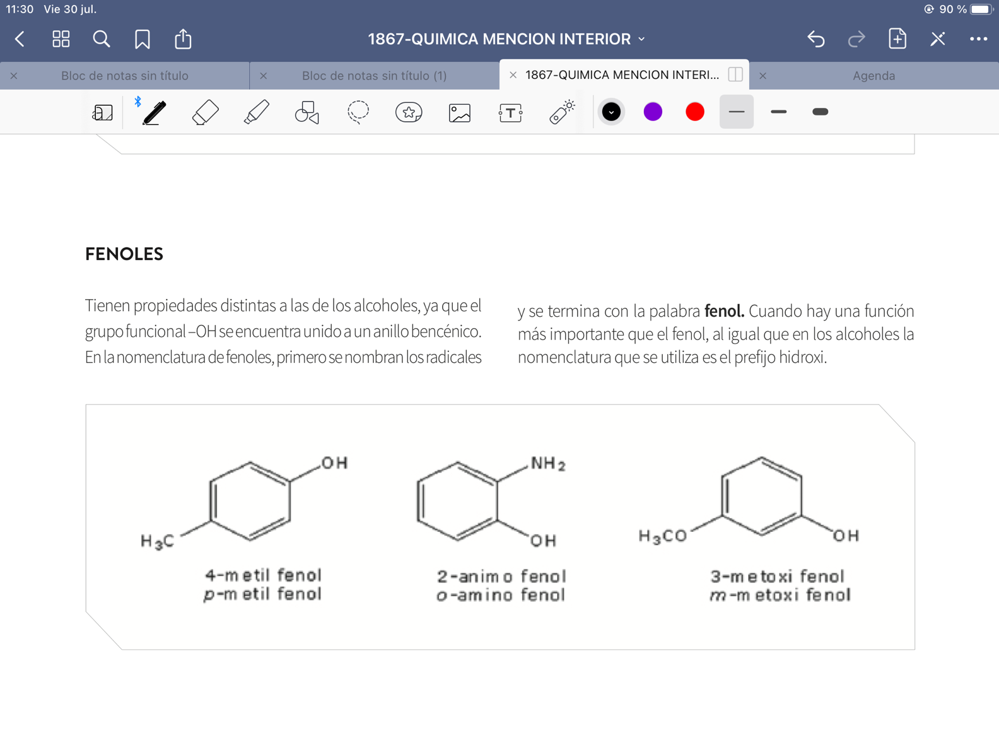 11:30 Vie 30 jul.
90 %
1867-QUIMICA MENCION INTERIOR
Bloc de notas sin título
Bloc de notas sin título (1)
1867-QUIMICA MENCION INTERI...
Agenda
FENOLES
Tienen propiedades distintas a las de los alcoholes, ya que el
grupo funcional –OH se encuentra unido a un anillo bencénico.
En la nomenclatura de fenoles, primero se nombran los radicales
y se termina con la palabra fenol. Cuando hay una función
más importante que el fenol, al igual que en los alcoholes la
nomenclatura que se utiliza es el prefijo hidroxi.
OH
H3C
4-metil fenol
p-metil fenol
NH2
OH
2-animo fenol
o-amino fenol
H3CO
OH
3-metoxi fenol
m-metoxi fenol